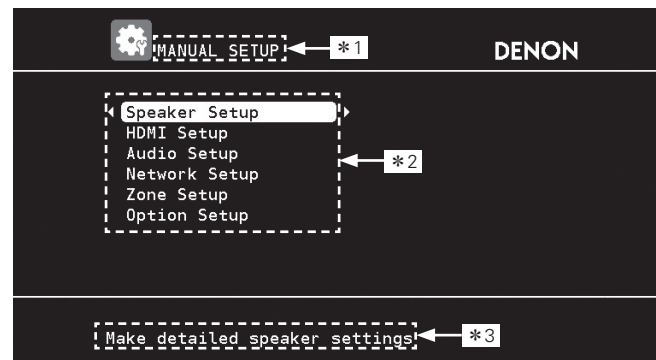 MANUAL SETUP *1 DENON
Speaker Setup
HDMI Setup
Audio Setup
*2
Network Setup
Zone Setup
Option Setup
Make detailed speaker settings *3